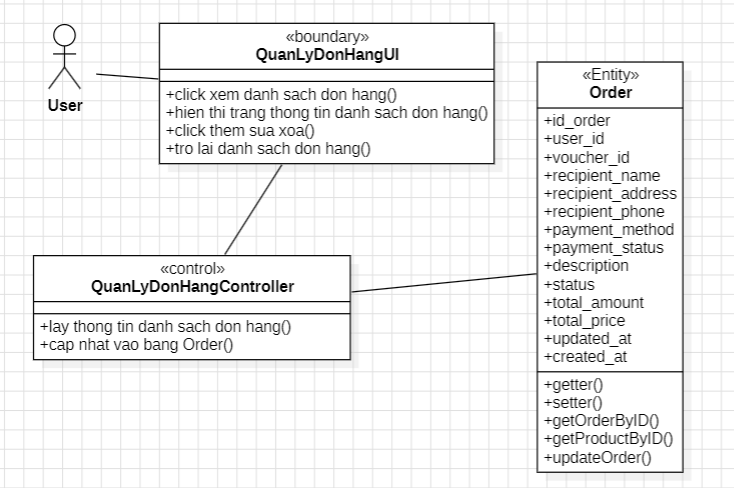 User
«boundary»
QuanLyDonHangUI
+click xem danh sach don hang()
+hien thi trang thong tin danh sach don hang()
+click them sua xoa()
+tro lai danh sach don hang()
«control»
QuanLyDonHangController
+lay thong tin danh sach don hang()
+cap nhat vao bang Order()
«Entity»
Order
+id_order
+user_id
+voucher_id
+recipient_name
+recipient_address
+recipient_phone
+payment_method
+payment_status
+description
+status
+total_amount
+total_price
+updated_at
+created_at
+getter()
+setter()
+getOrderByID()
+getProductByID()
+updateOrder()